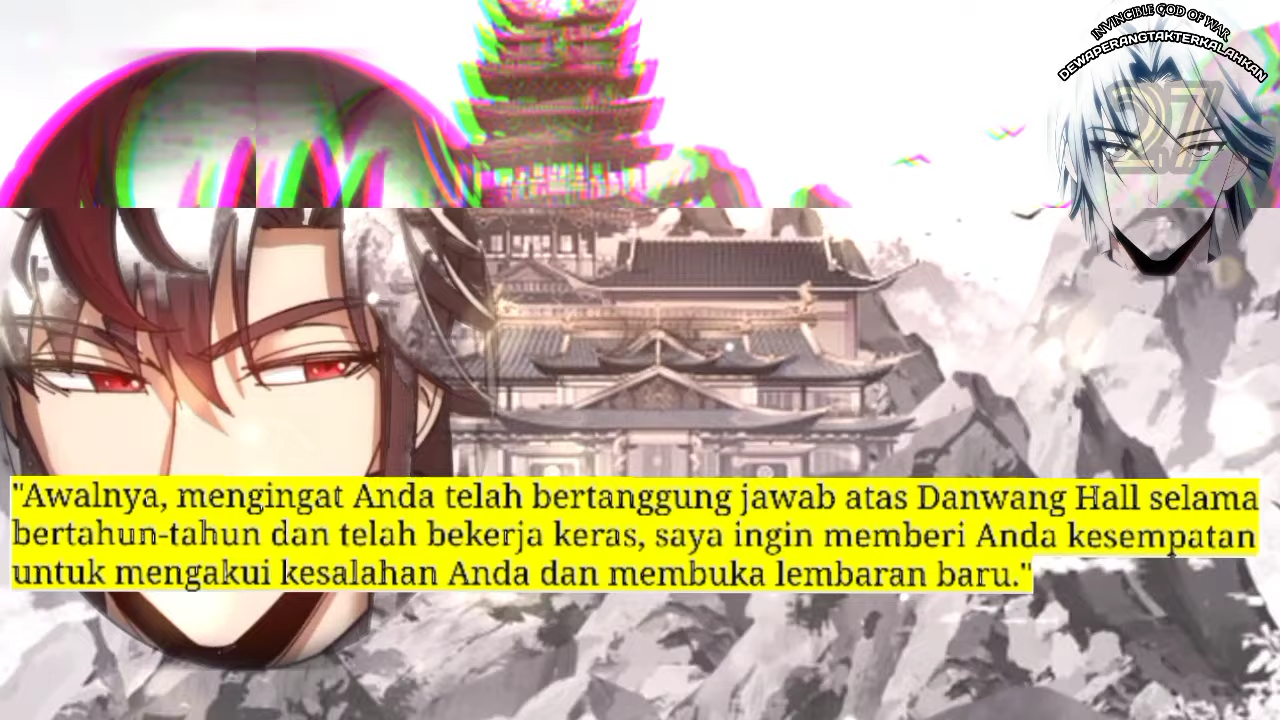 INVINCIBLE GOD OF WAR
DEWAPERANGTAKTERKALAHKAN
27
"Awalnya, mengingat Anda telah bertanggung jawab atas Danwang Hall selama
bertahun-tahun dan telah bekerja keras, saya ingin memberi Anda kesempatan
untuk mengakui kesalahan Anda dan membuka lembaran baru."